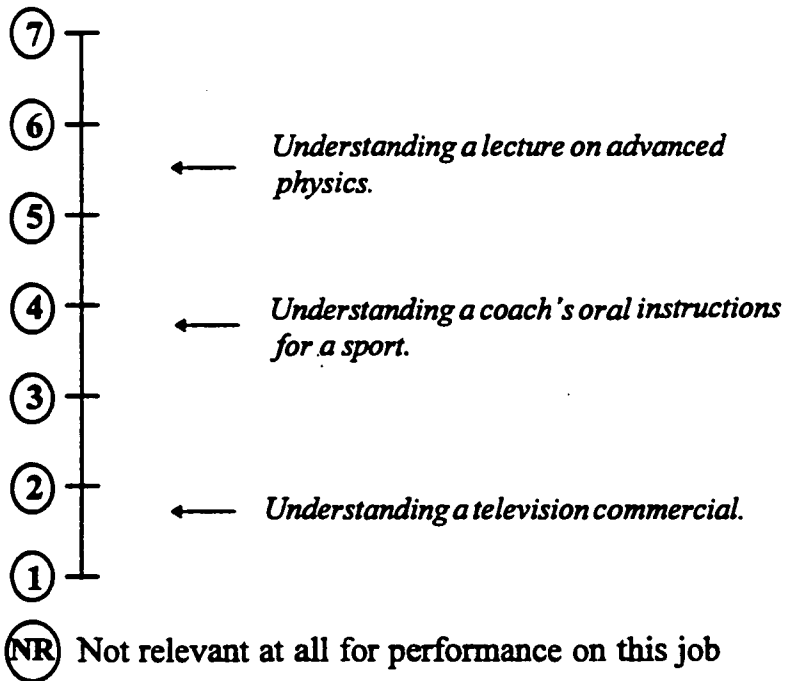 7
6
Understanding a lecture on advanced
physics.
5
4
Understanding a coach's oral instructions
for a sport.
3
2
Understanding a television commercial.
1
NR Not relevant at all for performance on this job